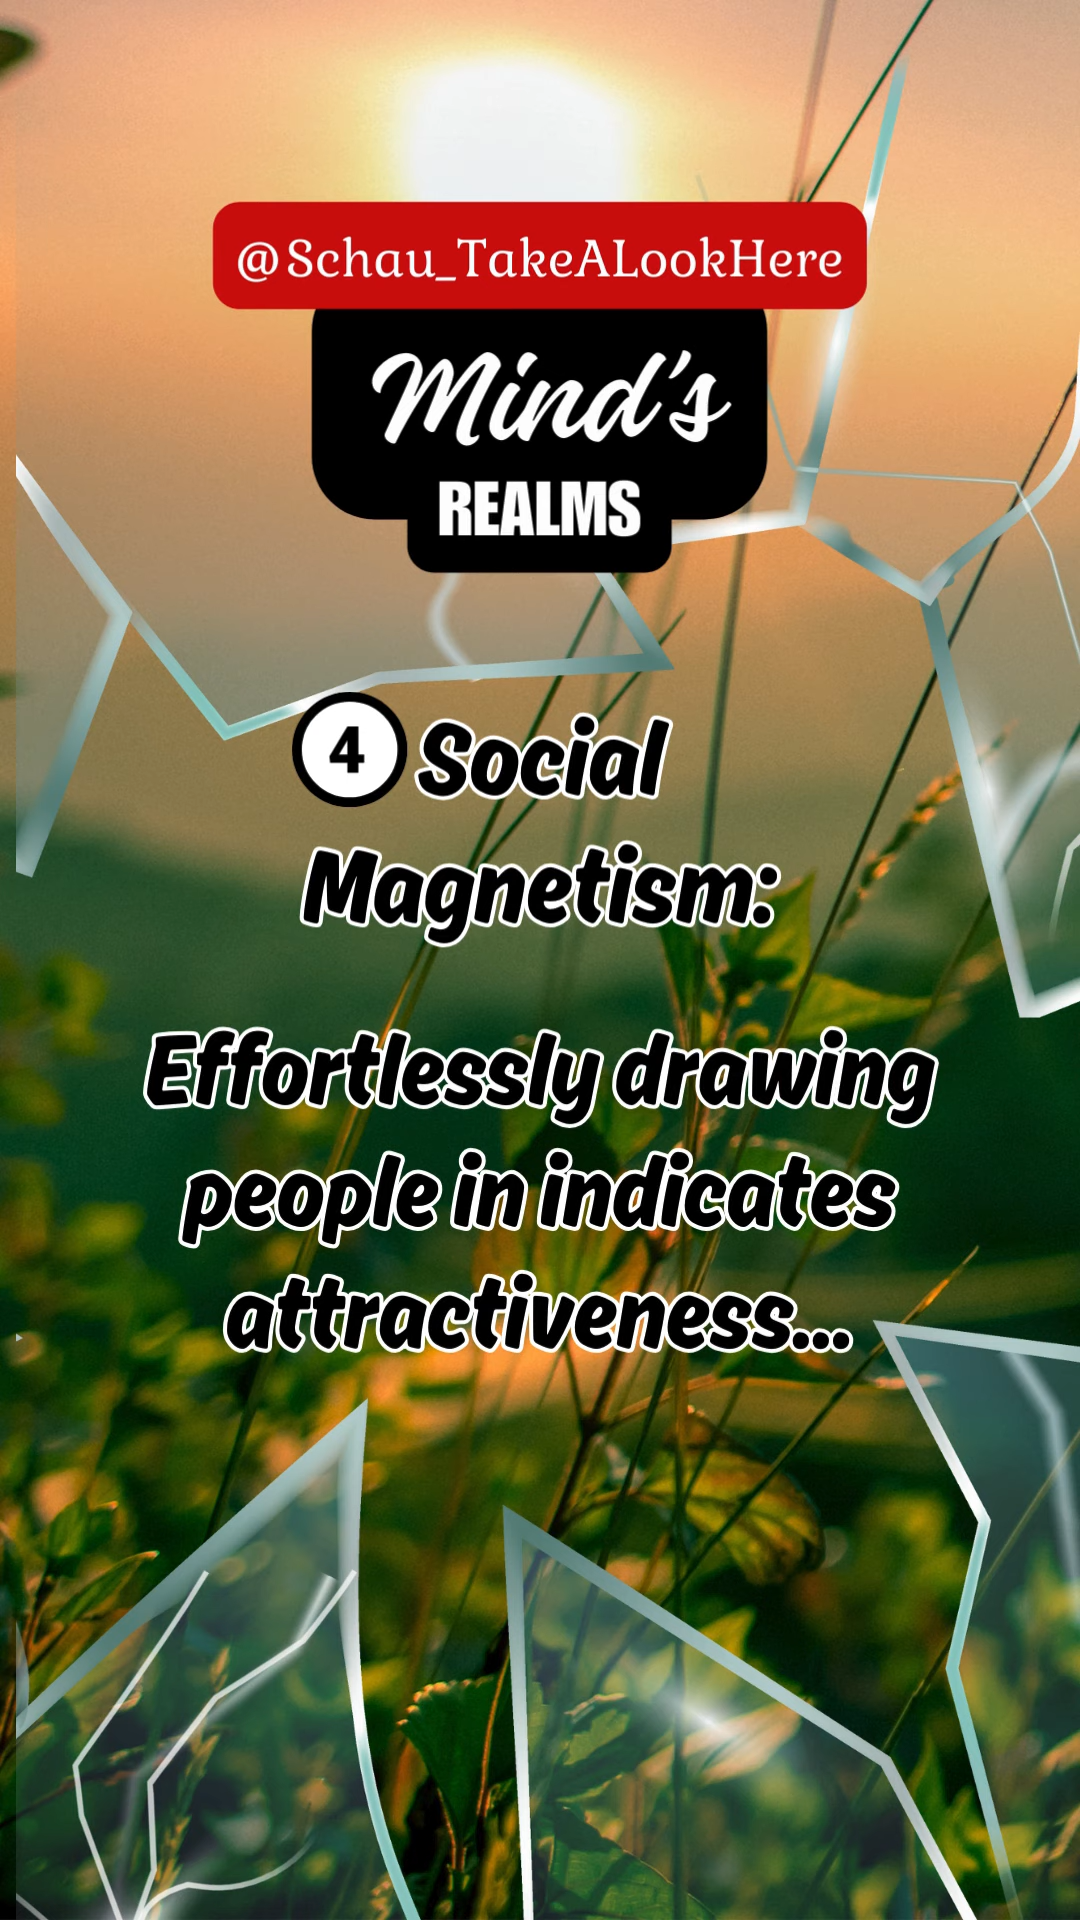 @Schau_TakeALookHere
Mind's
REALMS
4 Social
Magnetism:
Effortlessly drawing
people in indicates
attractiveness...